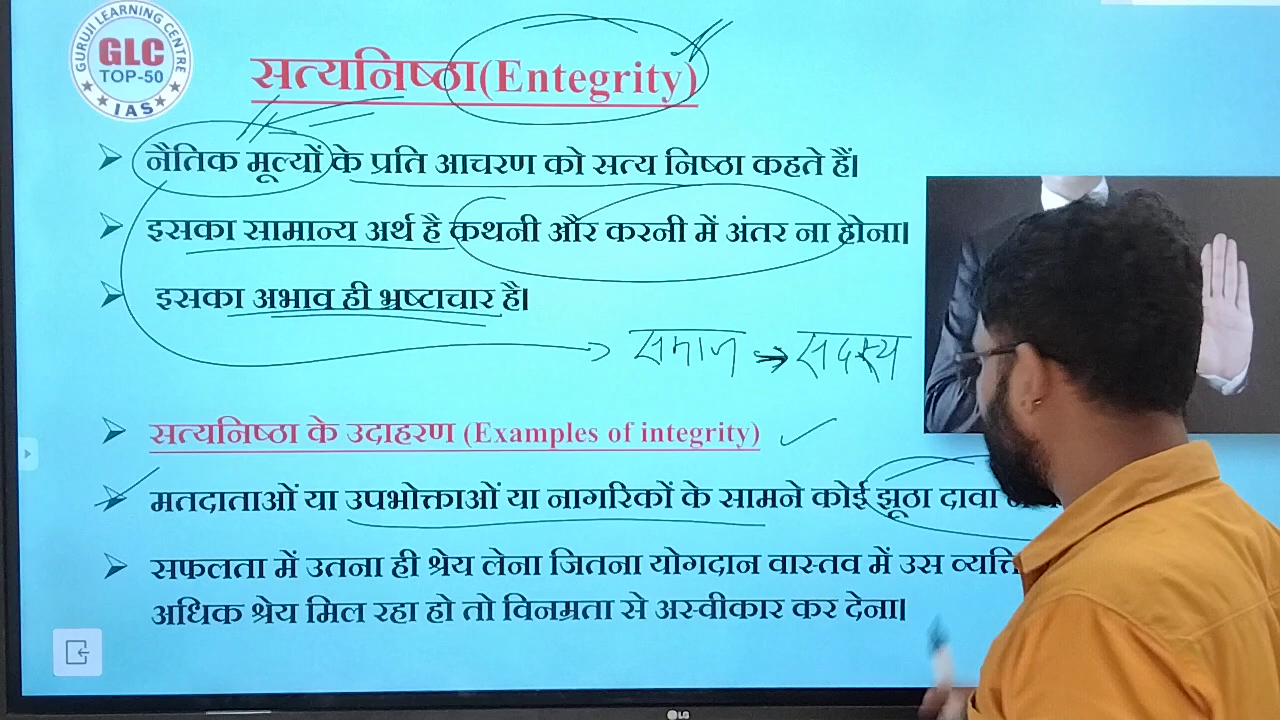 GURUJI LEARNING CENTRE
GLC
TOP-50
IAS
सत्यनिष्ठा(Entegrity)
नैतिक मूल्यों के प्रति आचरण को सत्य निष्ठा कहते हैं।
इसका सामान्य अर्थ है कथनी और करनी में अंतर ना होना।
इसका अभाव ही भ्रष्टाचार है।
समाज → सदस्य
सत्यनिष्ठा के उदाहरण (Examples of integrity)
मतदाताओं या उपभोक्ताओं या नागरिकों के सामने कोई झूठा दावा
सफलता में उतना ही श्रेय लेना जितना योगदान वास्तव में उस
अधिक श्रेय मिल रहा हो तो विनम्रता से अस्वीकार कर देना।
LG